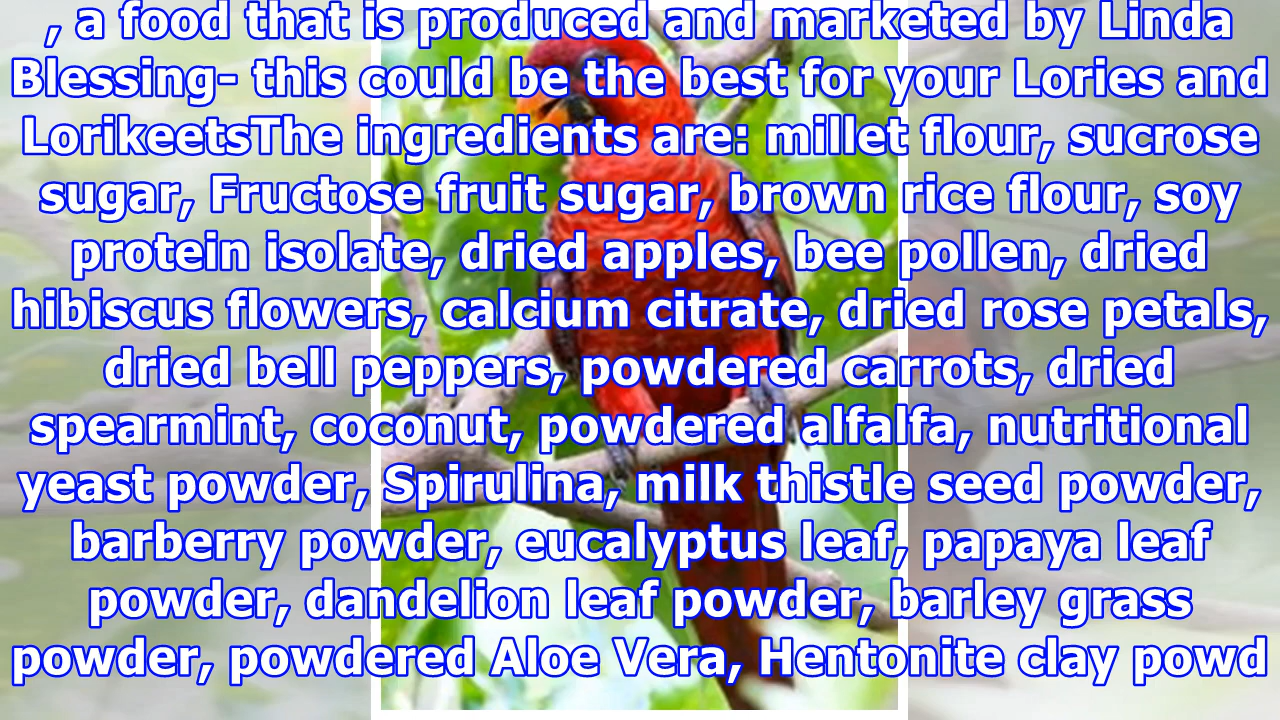 , a food that is produced and marketed by Linda
Blessing- this could be the best for your Lories and
LorikeetsThe ingredients are: millet flour, sucrose
sugar, Fructose fruit sugar, brown rice flour, soy
protein isolate, dried apples, bee pollen, dried
hibiscus flowers, calcium citrate, dried rose petals,
dried bell peppers, powdered carrots, dried
spearmint, coconut, powdered alfalfa, nutritional
yeast powder, Spirulina, milk thistle seed powder,
barberry powder, eucalyptus leaf, papaya leaf
powder, dandelion leaf powder, barley grass
powder, powdered Aloe Vera, Hentonite clay powd